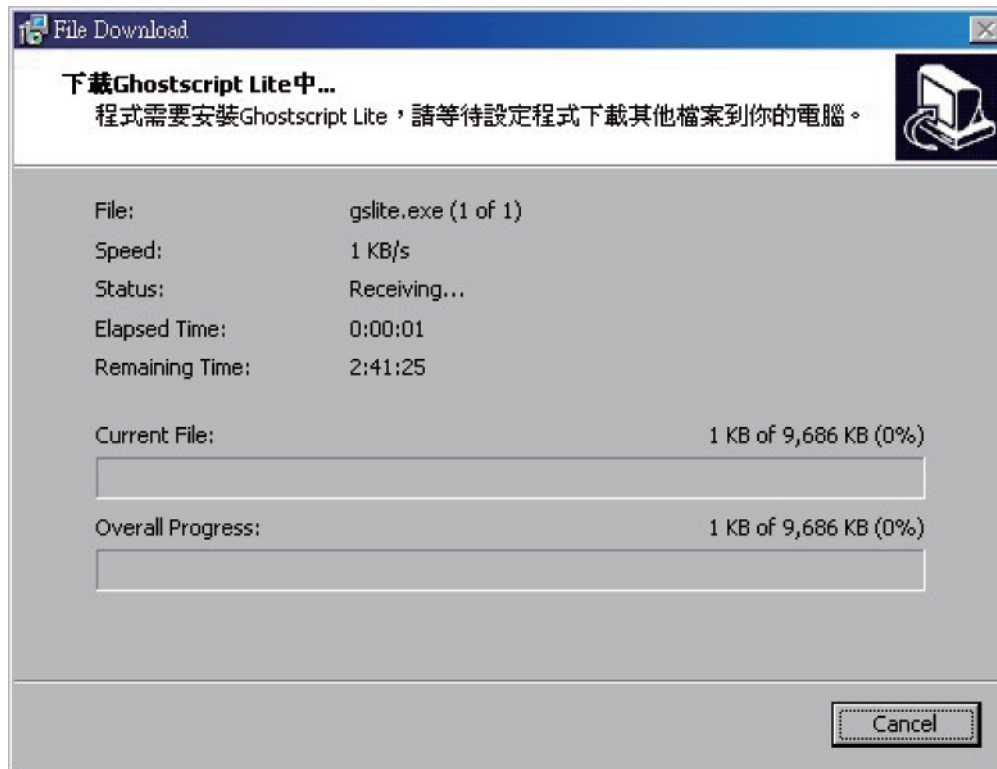 File Download
下載Ghostscript Lite中...
程式需要安裝Ghostscript Lite，請等待設定程式下載其他檔案到你的電腦。
File: gslite.exe (1 of 1)
Speed: 1 KB/s
Status: Receiving...
Elapsed Time: 0:00:01
Remaining Time: 2:41:25
Current File: 1 KB of 9,686 KB (0%)
Overall Progress: 1 KB of 9,686 KB (0%)
Cancel